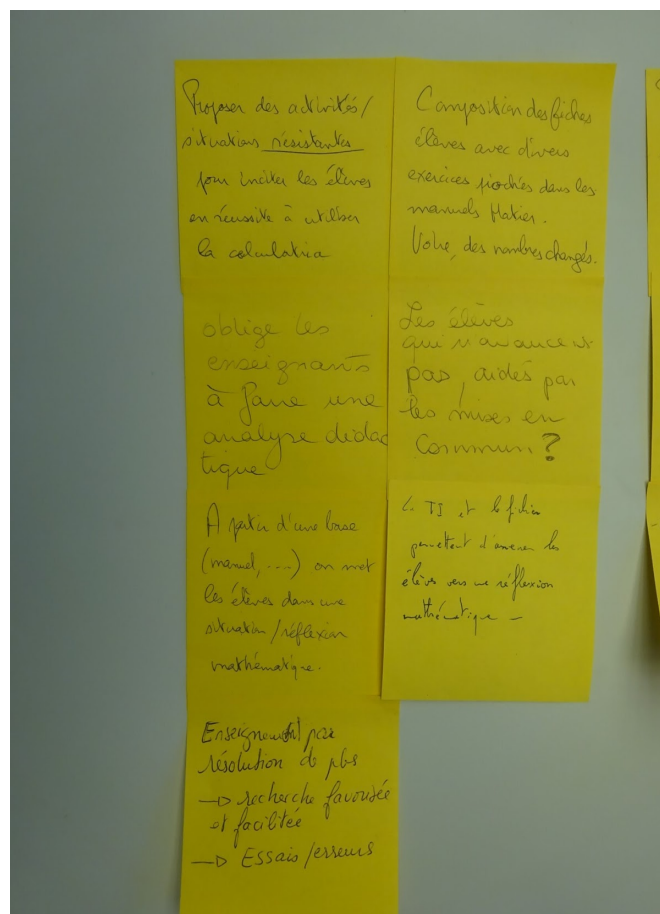 Proposer des activités/
situations résistantes
pour inciter les élèves
en réussite à utiliser
la calculatrice
oblige les
enseignants
à faire une
analyse didac
tique
A partir d'une base
(manuel, ....) on met
les élèves dans une
situation/réflexion
mathématique.
Enseignement par
résolution de pbs
→ recherche favorisée
et facilitée
→ Essais/erreurs
Composition des fiches
élèves avec divers
exercices piochés dans les
manuels Hatier.
Voire, des nombres changés.
Les élèves
qui n'avancent
pas, aidés par
les mises en
commun ?
TI et le fichier
permettent d'amener les
élèves vers une réflexion
mathématique -